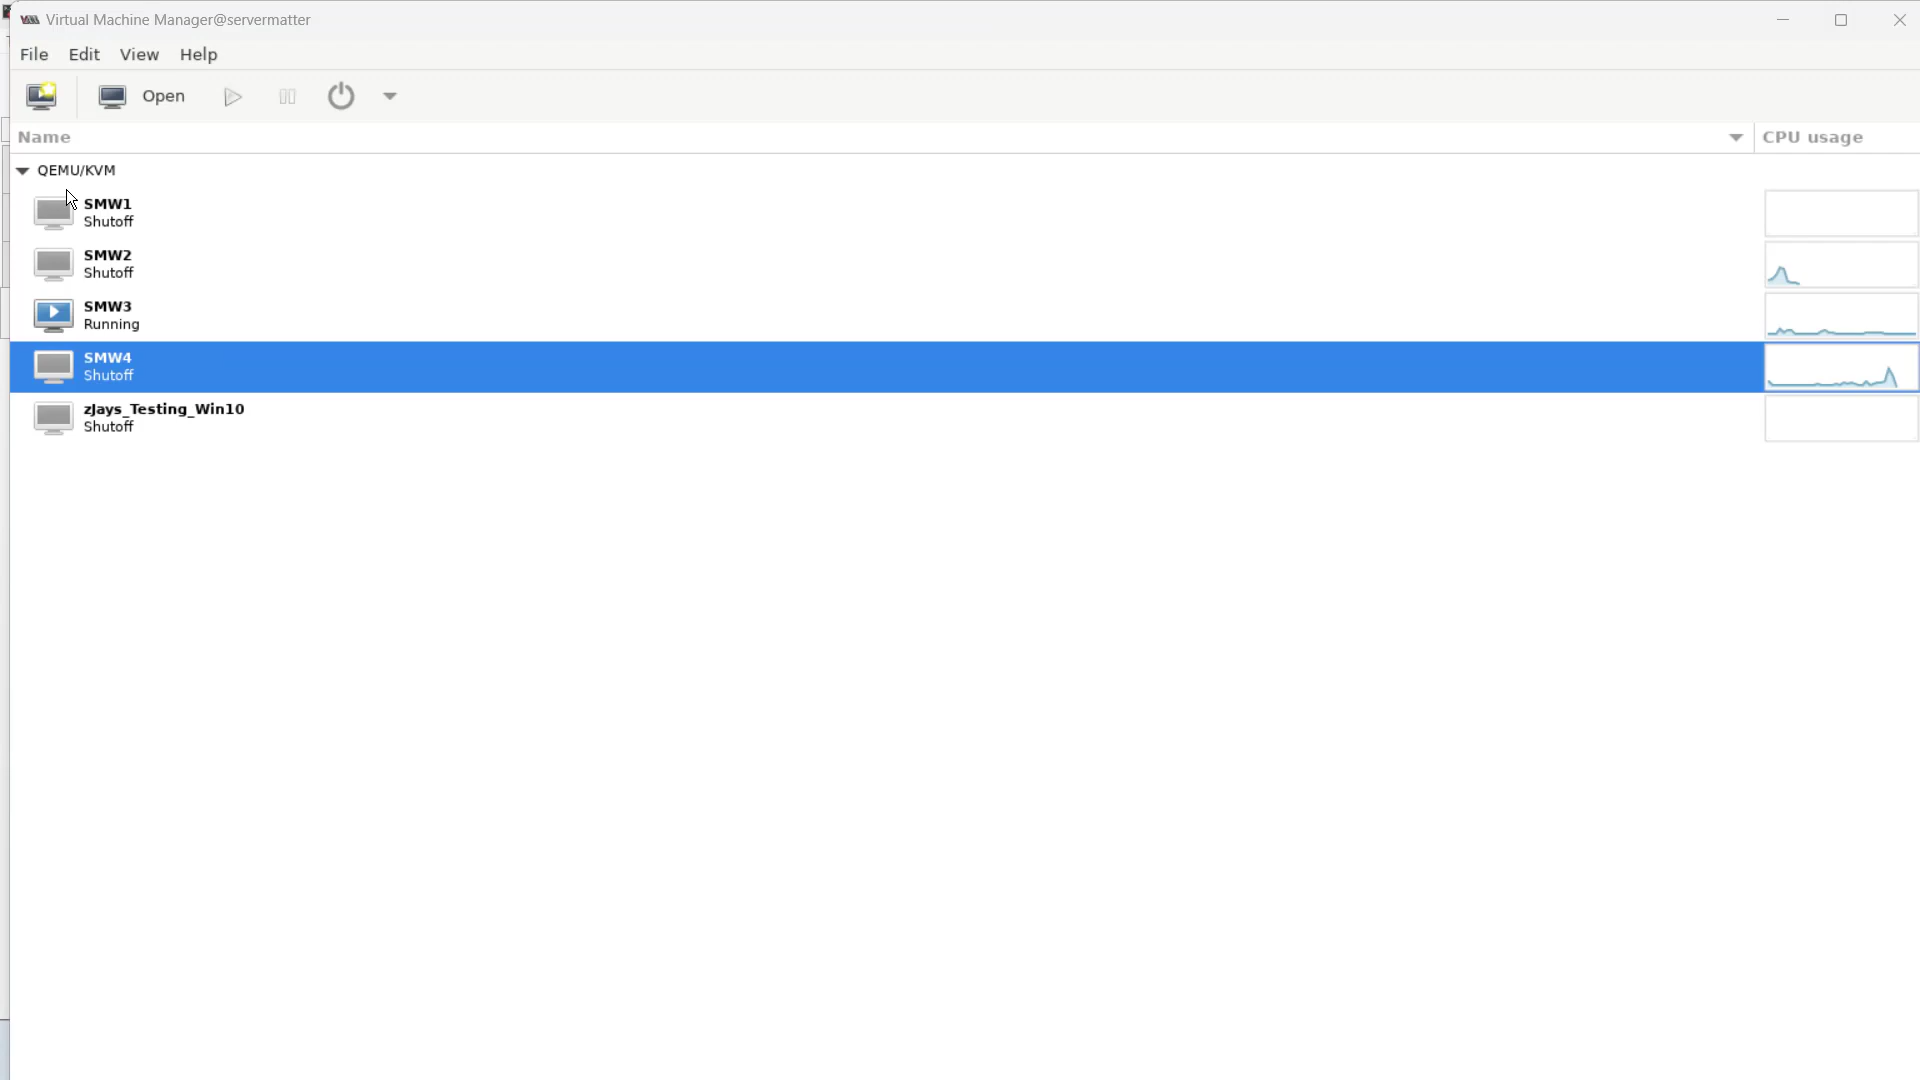 Virtual Machine Manager@servermatter
File Edit View Help
Open
Name CPU usage
QEMU/KVM
SMW1
Shutoff
SMW2
Shutoff
SMW3
Running
SMW4
Shutoff
zJays_Testing_Win10
Shutoff